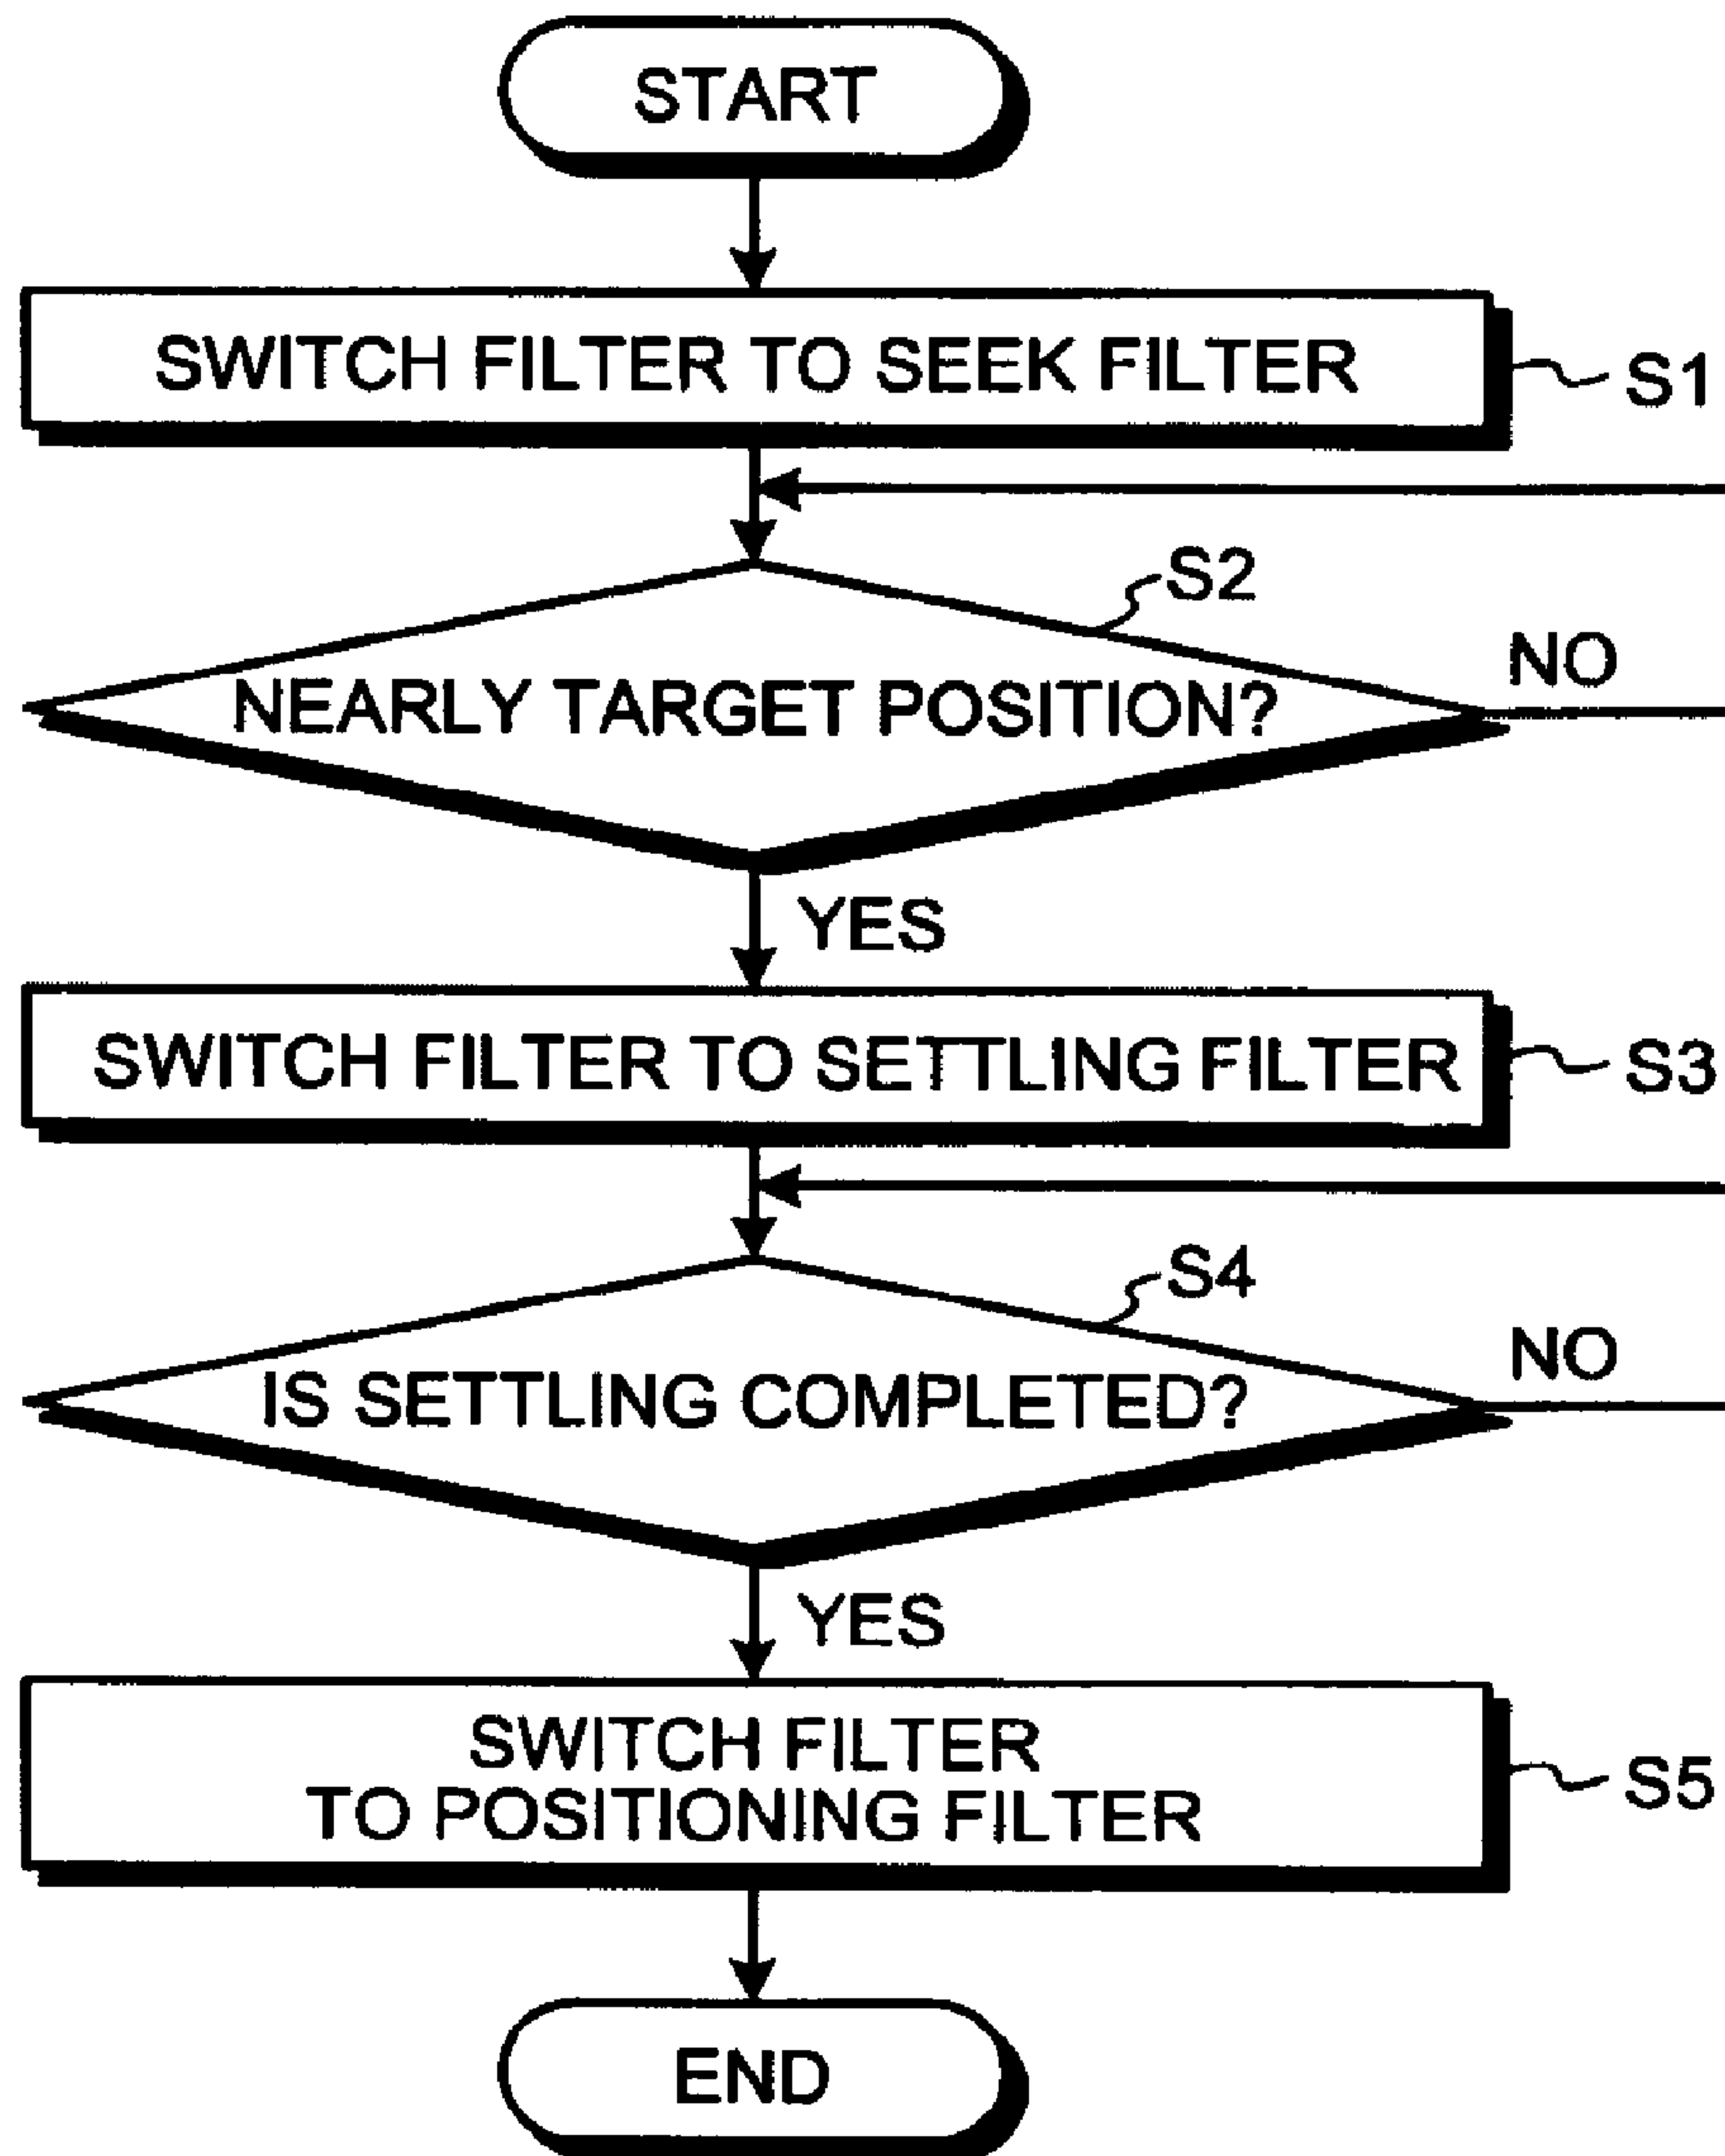 START
SWITCH FILTER TO SEEK FILTER
S1
S2
NEARLY TARGET POSITION?
NO
YES
SWITCH FILTER TO SETTLING FILTER
S3
S4
IS SETTLING COMPLETED?
NO
YES
SWITCH FILTER
TO POSITIONING FILTER
S5
END